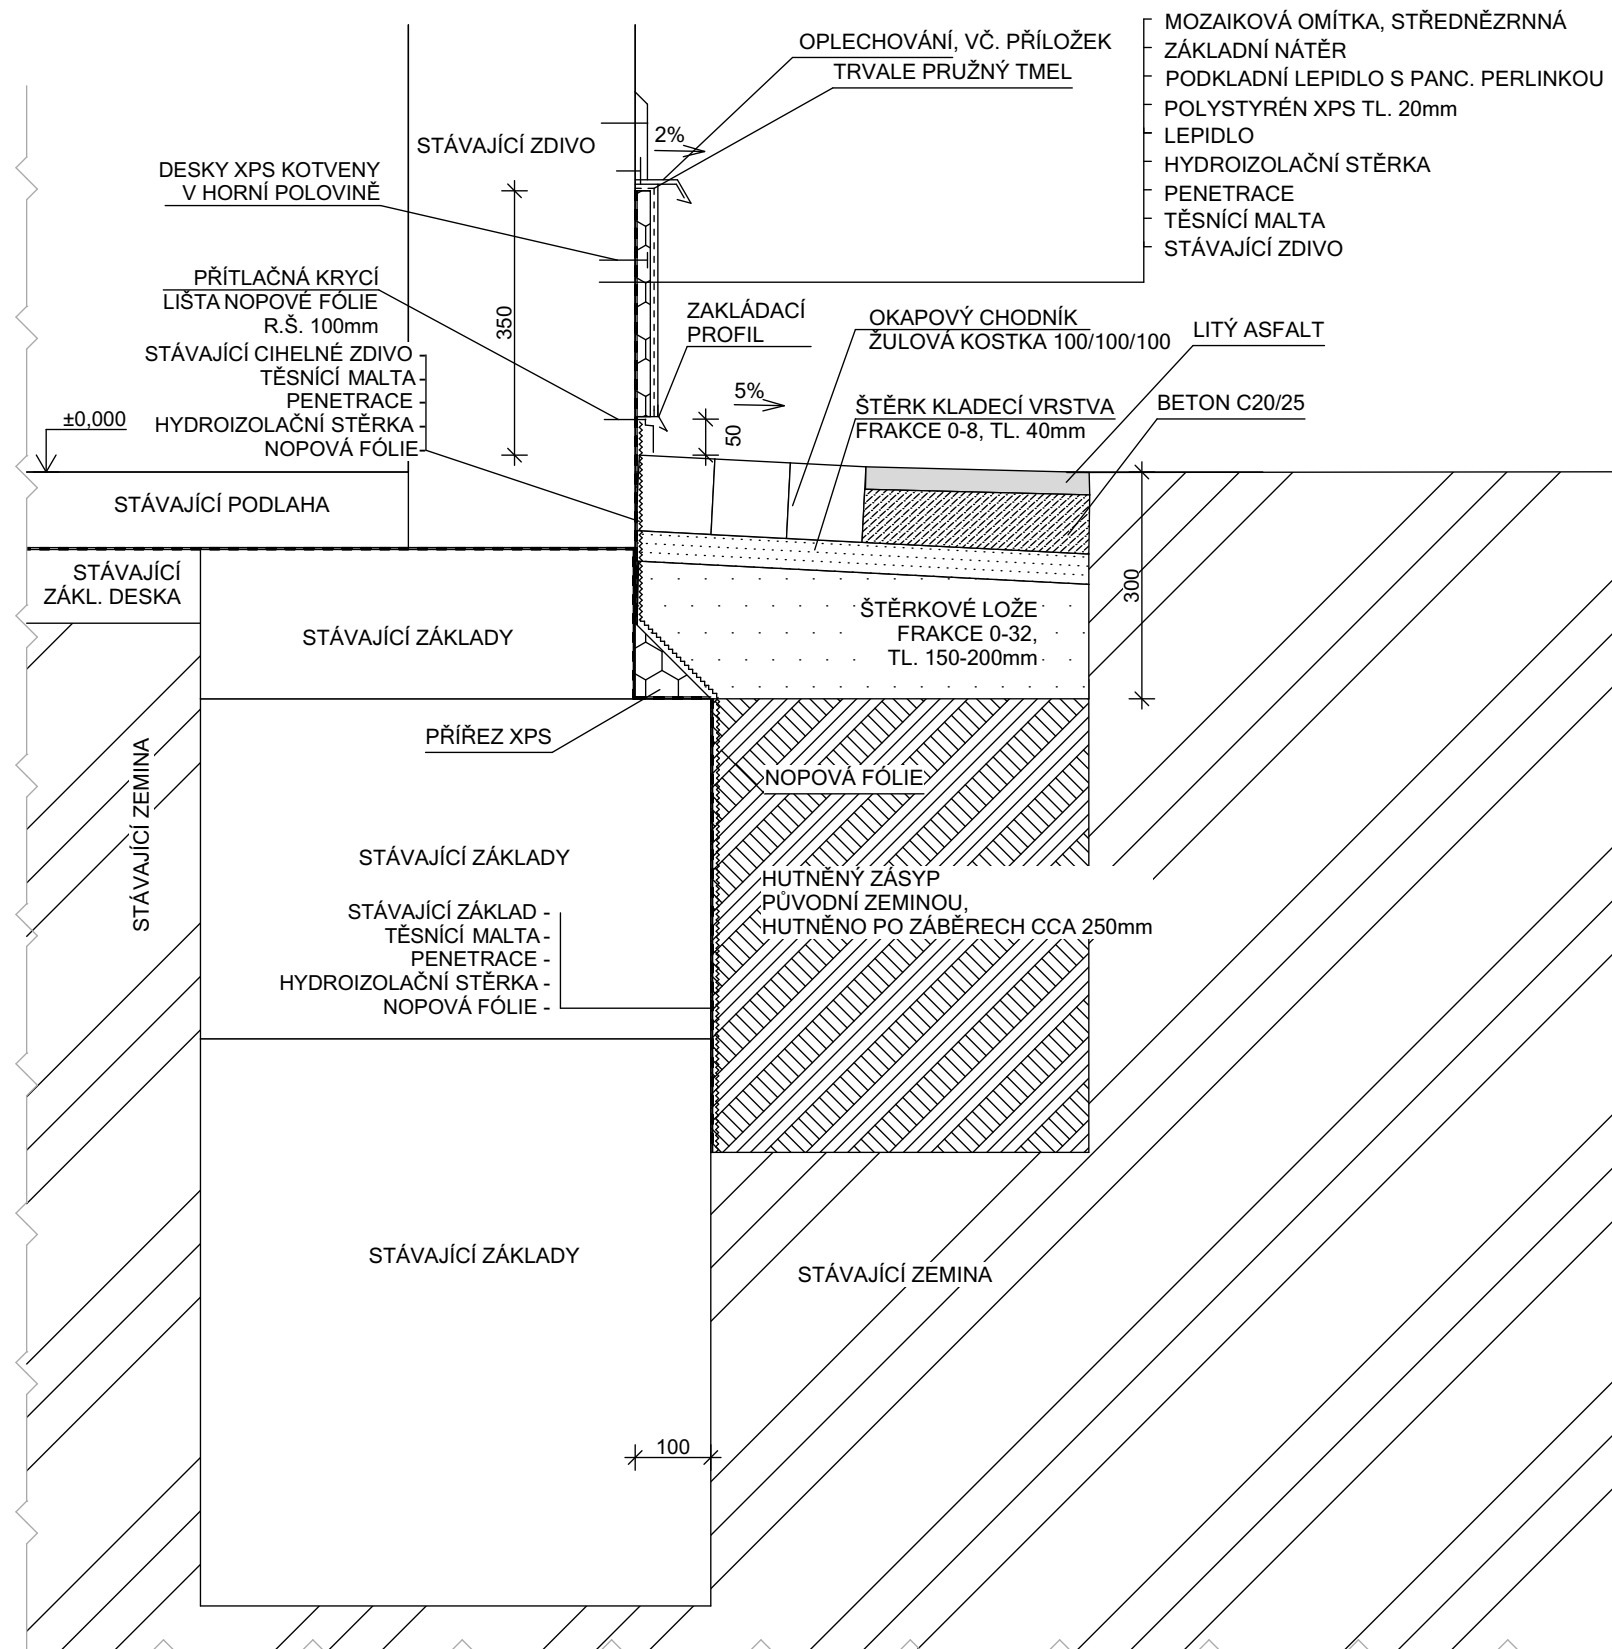 OPLECHOVÁNÍ, VČ. PŘÍLOŽEK
TRVALE PRUŽNÝ TMEL
MOZAIKOVÁ OMÍTKA, STŘEDNĚZRNNÁ
ZÁKLADNÍ NÁTĚR
PODKLADNÍ LEPIDLO S PANC. PERLINKOU
POLYSTYRÉN XPS TL. 20mm
LEPIDLO
HYDROIZOLAČNÍ STĚRKA
PENETRACE
TĚSNÍCÍ MALTA
STÁVAJÍCÍ ZDIVO
STÁVAJÍCÍ ZDIVO
2%
DESKY XPS KOTVENY
V HORNÍ POLOVINĚ
PŘÍTLAČNÁ KRYCÍ
LIŠTA NOPOVÉ FÓLIE
R.Š. 100mm
350
STÁVAJÍCÍ CIHELNÉ ZDIVO -
TĚSNÍCÍ MALTA -
PENETRACE -
HYDROIZOLAČNÍ STĚRKA -
NOPOVÁ FÓLIE-
±0,000
ZAKLÁDACÍ
PROFIL
5%
50
OKAPOVÝ CHODNÍK
ŽULOVÁ KOSTKA 100/100/100
LITÝ ASFALT
ŠTĚRK KLADECÍ VRSTVA
FRAKCE 0-8, TL. 40mm
BETON C20/25
STÁVAJÍCÍ PODLAHA
STÁVAJÍCÍ
ZÁKL. DESKA
STÁVAJÍCÍ ZÁKLADY
ŠTĚRKOVÉ LOŽE
FRAKCE 0-32,
TL. 150-200mm
300
PŘÍŘEZ XPS
NOPOVÁ FÓLIE
STÁVAJÍCÍ ZEMINA
STÁVAJÍCÍ ZÁKLADY
HUTNĚNÝ ZÁSYP
PŮVODNÍ ZEMINOU,
HUTNĚNO PO ZÁBĚRECH CCA 250mm
STÁVAJÍCÍ ZÁKLAD -
TĚSNÍCÍ MALTA -
PENETRACE -
HYDROIZOLAČNÍ STĚRKA -
NOPOVÁ FÓLIE -
STÁVAJÍCÍ ZÁKLADY
STÁVAJÍCÍ ZEMINA
100